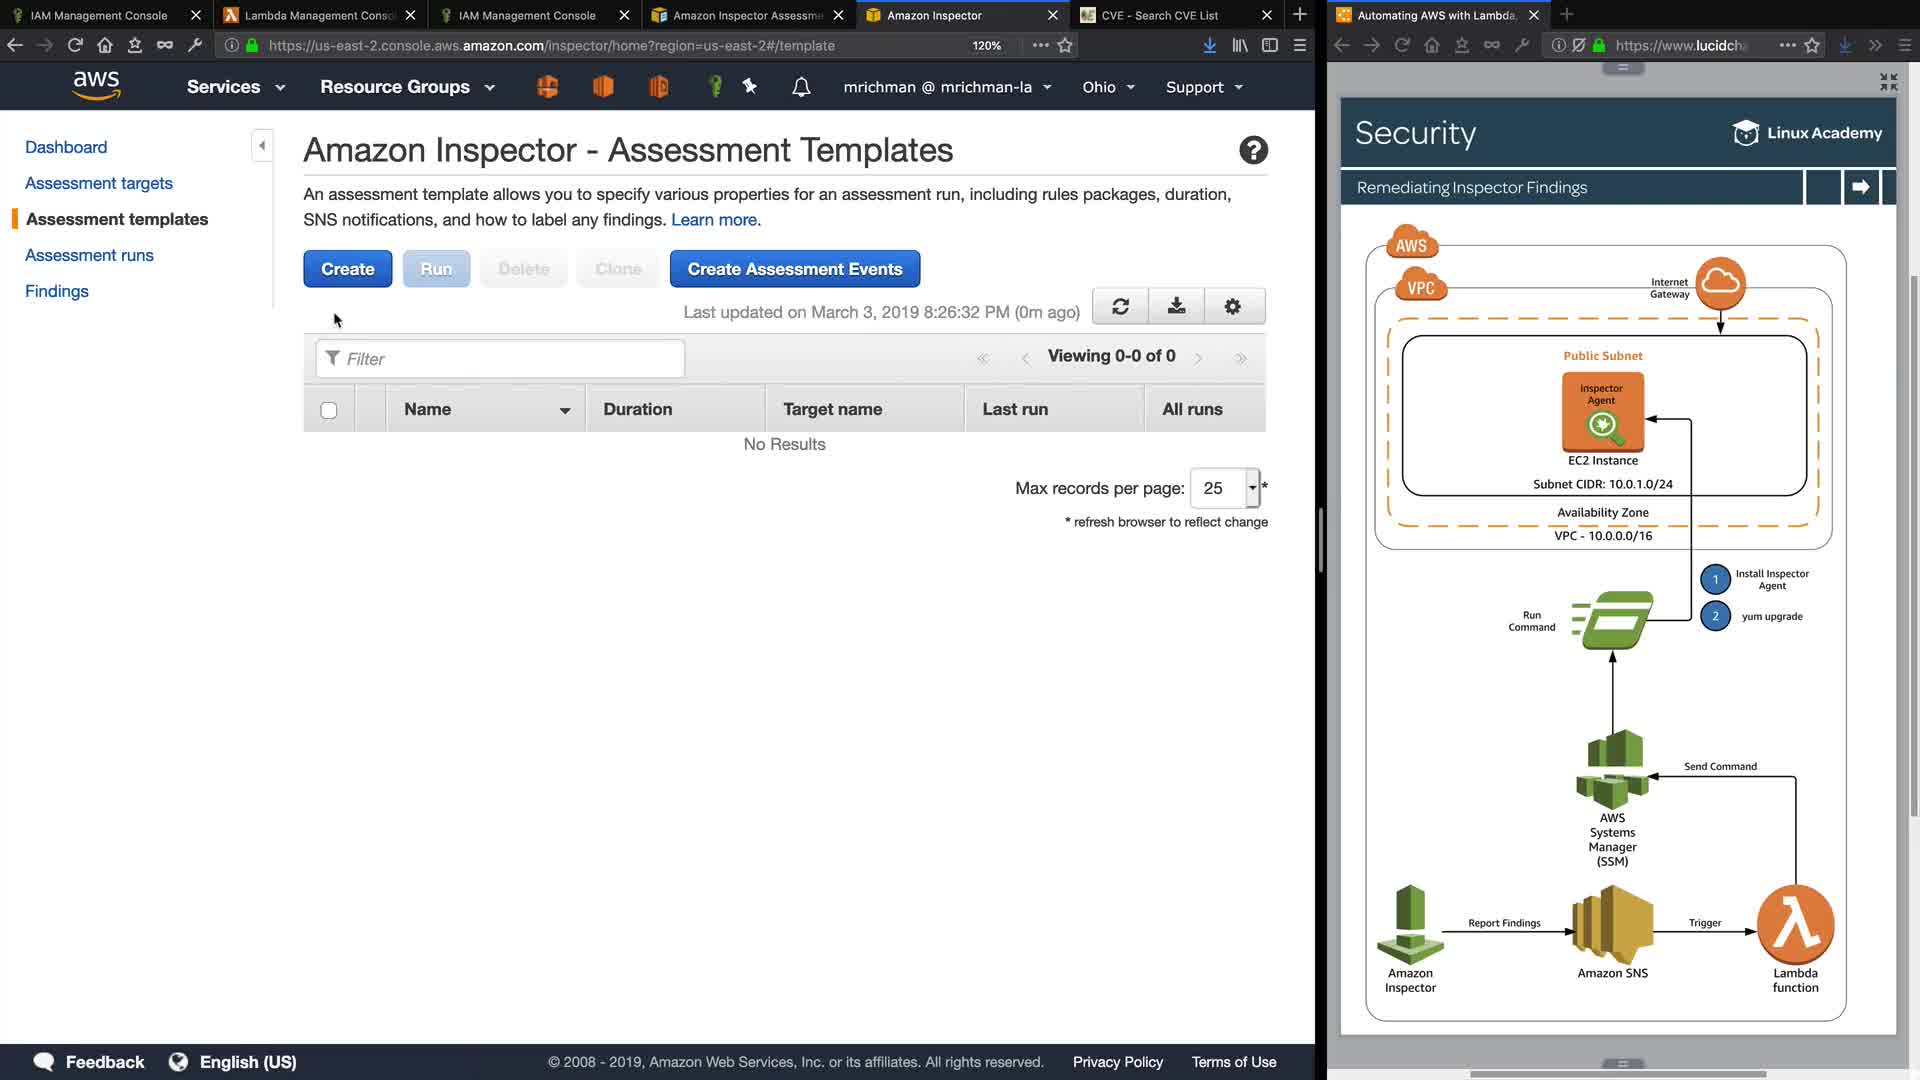 IAM Management Console
Lambda Management Conso
IAM Management Console
Amazon Inspector Assessme
Amazon Inspector
CVE - Search CVE List
https://us-east-2.console.aws.amazon.com/inspector/home?region=us-east-2#/template
120%
aws
Services
Resource Groups
mrichman @ mrichman-la
Ohio
Support
Dashboard
Assessment targets
Assessment templates
Assessment runs
Findings
Amazon Inspector - Assessment Templates
An assessment template allows you to specify various properties for an assessment run, including rules packages, duration,
SNS notifications, and how to label any findings. Learn more.
Create
Run
Delete
Clone
Create Assessment Events
Last updated on March 3, 2019 8:26:32 PM (0m ago)
Filter
Viewing 0-0 of 0
Name
Duration
Target name
Last run
All runs
No Results
Max records per page: 25 *
* refresh browser to reflect change
Feedback
English (US)
© 2008 - 2019, Amazon Web Services, Inc. or its affiliates. All rights reserved.
Privacy Policy
Terms of Use
Automating AWS with Lambda,
https://www.lucidcha
Security
Linux Academy
Remediating Inspector Findings
AWS
VPC
Internet
Gateway
Public Subnet
Inspector
Agent
EC2 Instance
Subnet CIDR: 10.0.1.0/24
Availability Zone
VPC - 10.0.0.0/16
1
Install Inspector
Agent
2
yum upgrade
Run
Command
Send Command
AWS
Systems
Manager
(SSM)
Report Findings
Trigger
Amazon
Inspector
Amazon SNS
Lambda
function